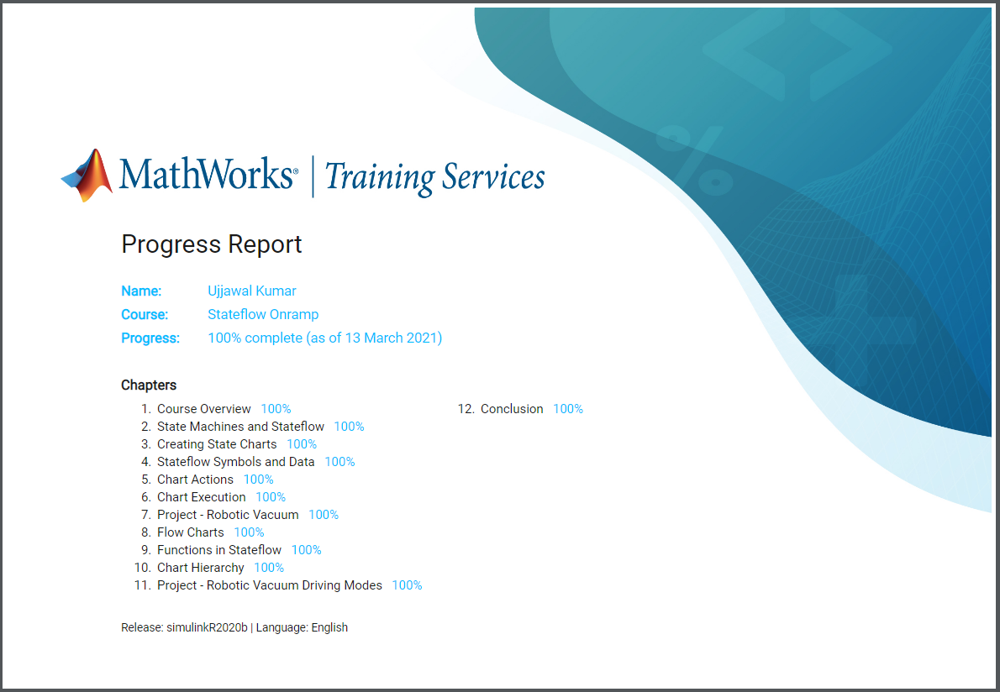 MathWorks® | Training Services
Progress Report
Name: Ujjawal Kumar
Course: Stateflow Onramp
Progress: 100% complete (as of 13 March 2021)
Chapters
1. Course Overview 100%
2. State Machines and Stateflow 100%
3. Creating State Charts 100%
4. Stateflow Symbols and Data 100%
5. Chart Actions 100%
6. Chart Execution 100%
7. Project - Robotic Vacuum 100%
8. Flow Charts 100%
9. Functions in Stateflow 100%
10. Chart Hierarchy 100%
11. Project - Robotic Vacuum Driving Modes 100%
12. Conclusion 100%
Release: simulinkR2020b | Language: English